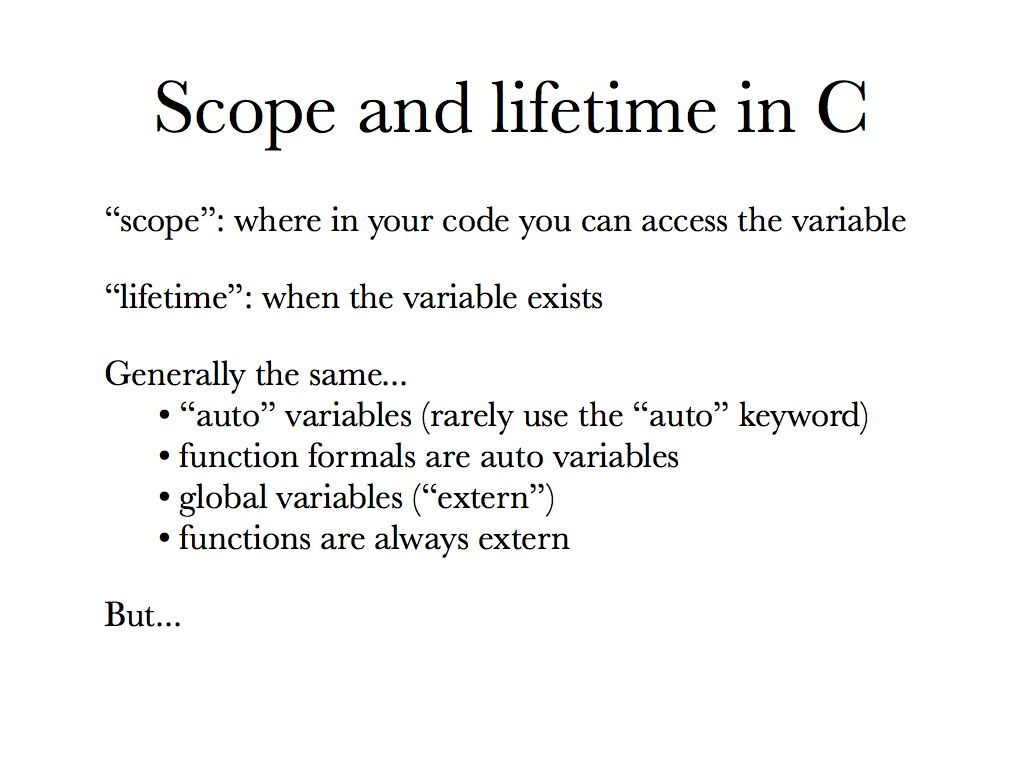 Scope and lifetime in C
“scope”: where in your code you can access the variable
“lifetime”: when the variable exists
Generally the same...
• “auto” variables (rarely use the “auto” keyword)
• function formals are auto variables
• global variables (“extern”)
• functions are always extern
But...